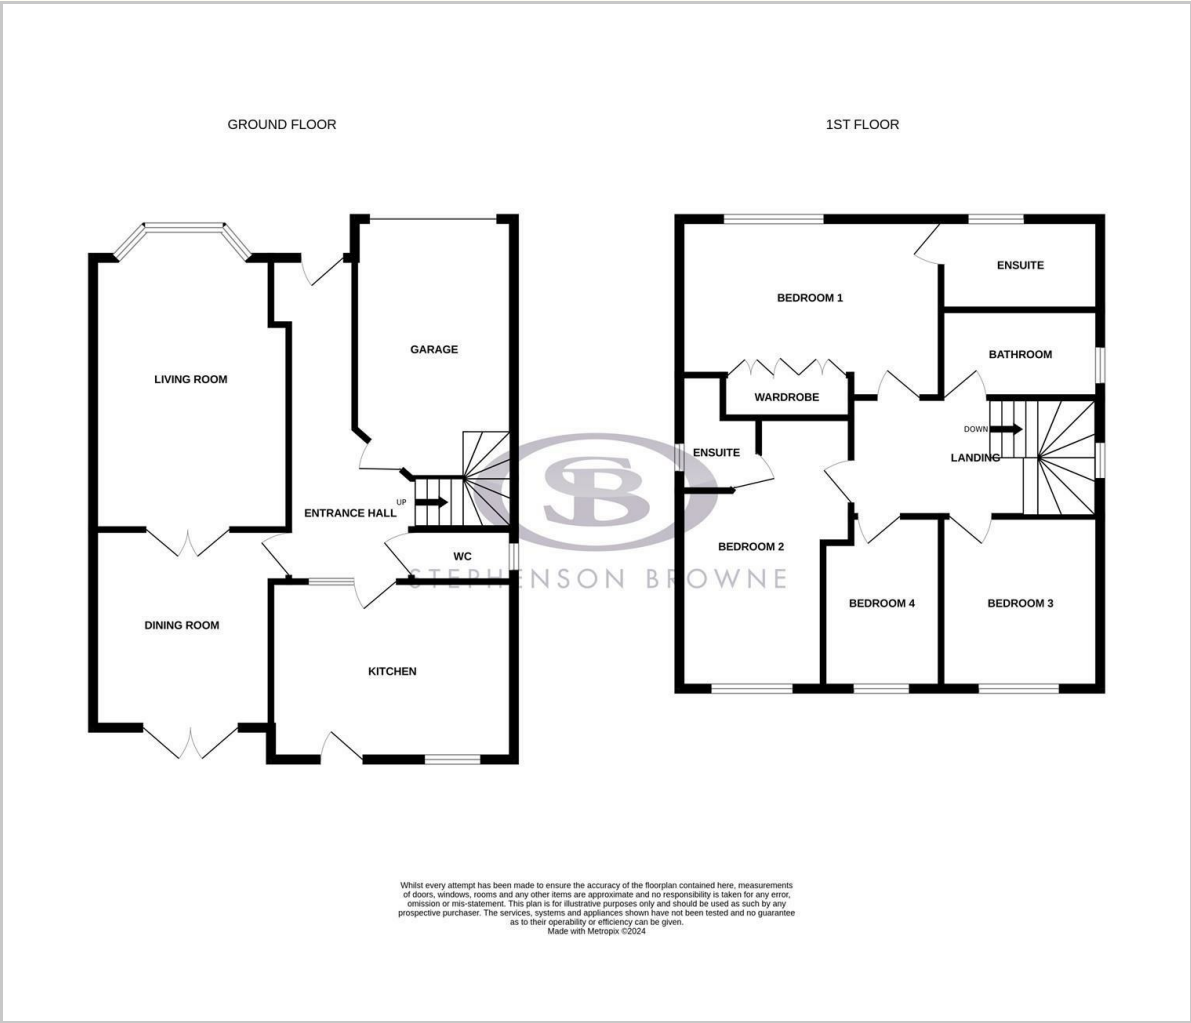 GROUND FLOOR
1ST FLOOR
LIVING ROOM
GARAGE
UP
ENTRANCE HALL
WC
DINING ROOM
KITCHEN
BEDROOM 1
ENSUITE
BATHROOM
WARDROBE
DOWN
LANDING
ENSUITE
BEDROOM 2
BEDROOM 4
BEDROOM 3
SB
STEPHENSON BROWNE
Whilst every attempt has been made to ensure the accuracy of the floorplan contained here, measurements
of doors, windows, rooms and any other items are approximate and no responsibility is taken for any error,
omission or mis-statement. This plan is for illustrative purposes only and should be used as such by any
prospective purchaser. The services, systems and appliances shown have not been tested and no guarantee
as to their operability or efficiency can be given.
Made with Metropix ©2024